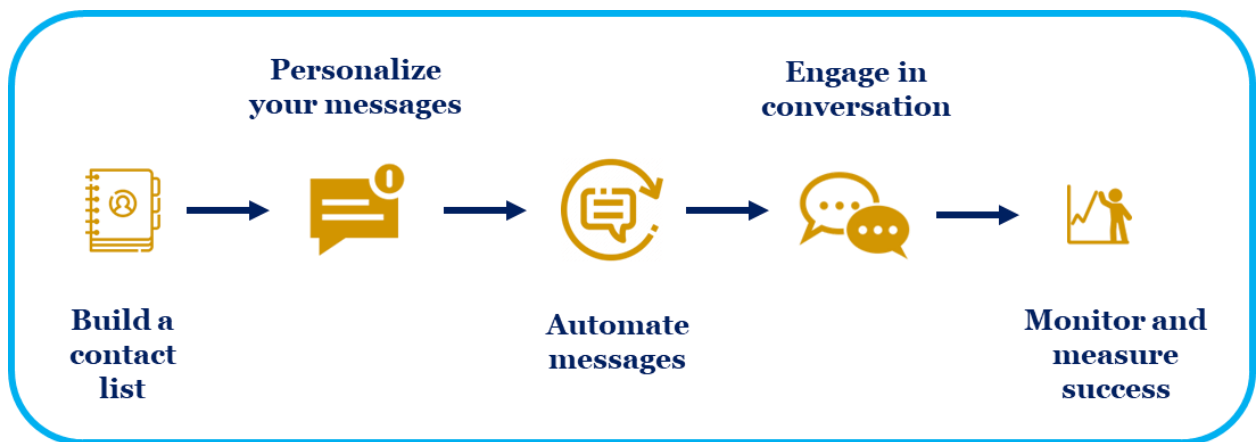 Build a
contact
list
Personalize
your messages
Automate
messages
Engage in
conversation
Monitor and
measure
success